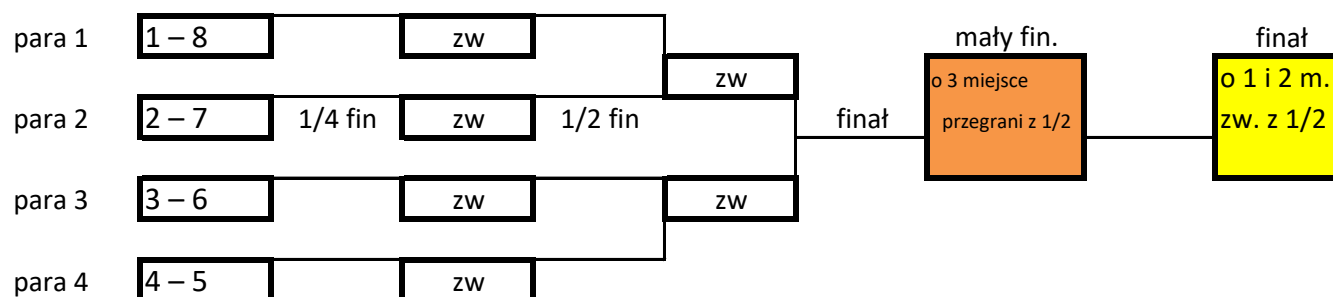 para 1 1 – 8 zw mały fin. finał
zw o 3 miejsce o 1 i 2 m.
para 2 2 – 7 1/4 fin zw 1/2 fin finał przegrani z 1/2 zw. z 1/2
para 3 3 – 6 zw zw
para 4 4 – 5 zw